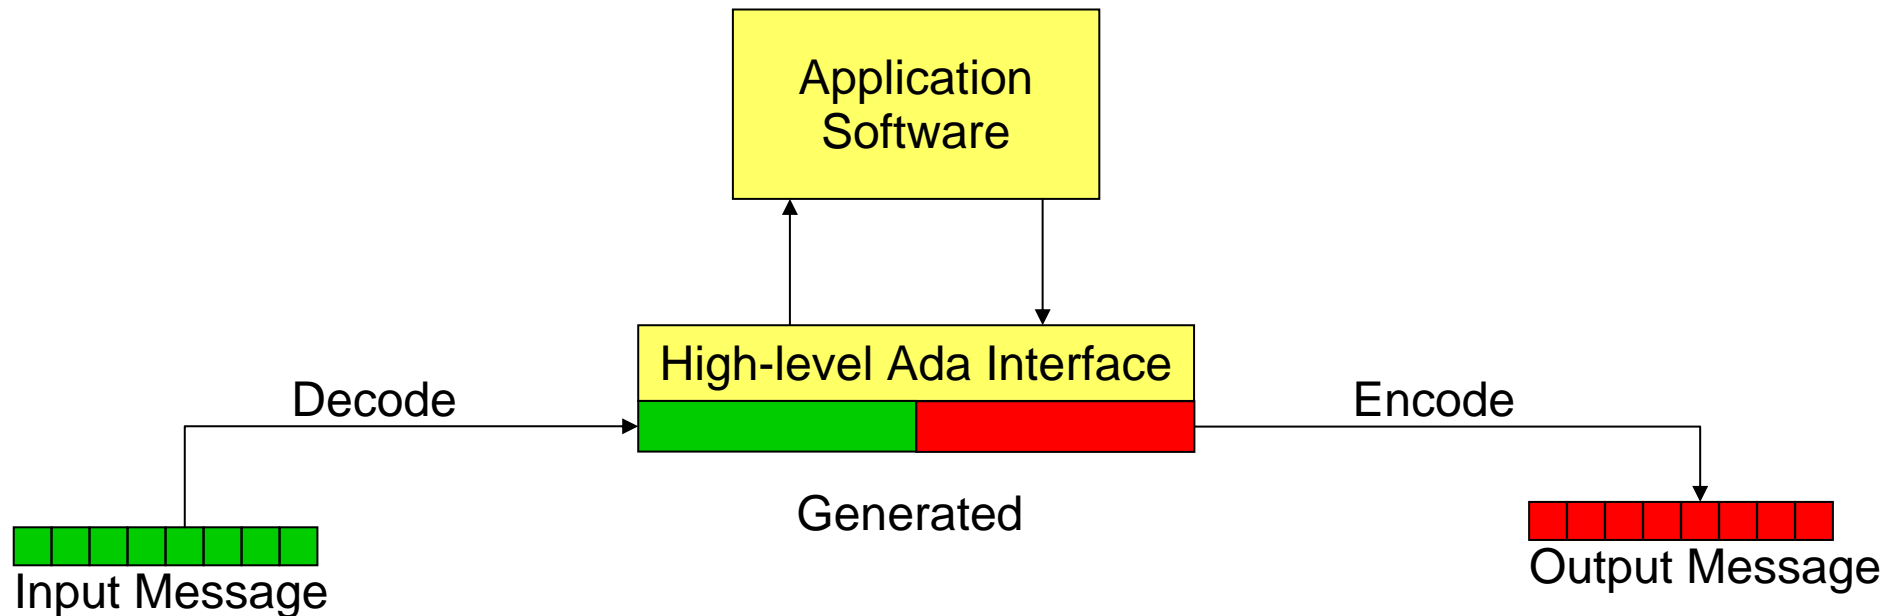 Application
Software
High-level Ada Interface
Decode
Encode
Generated
Input Message
Output Message